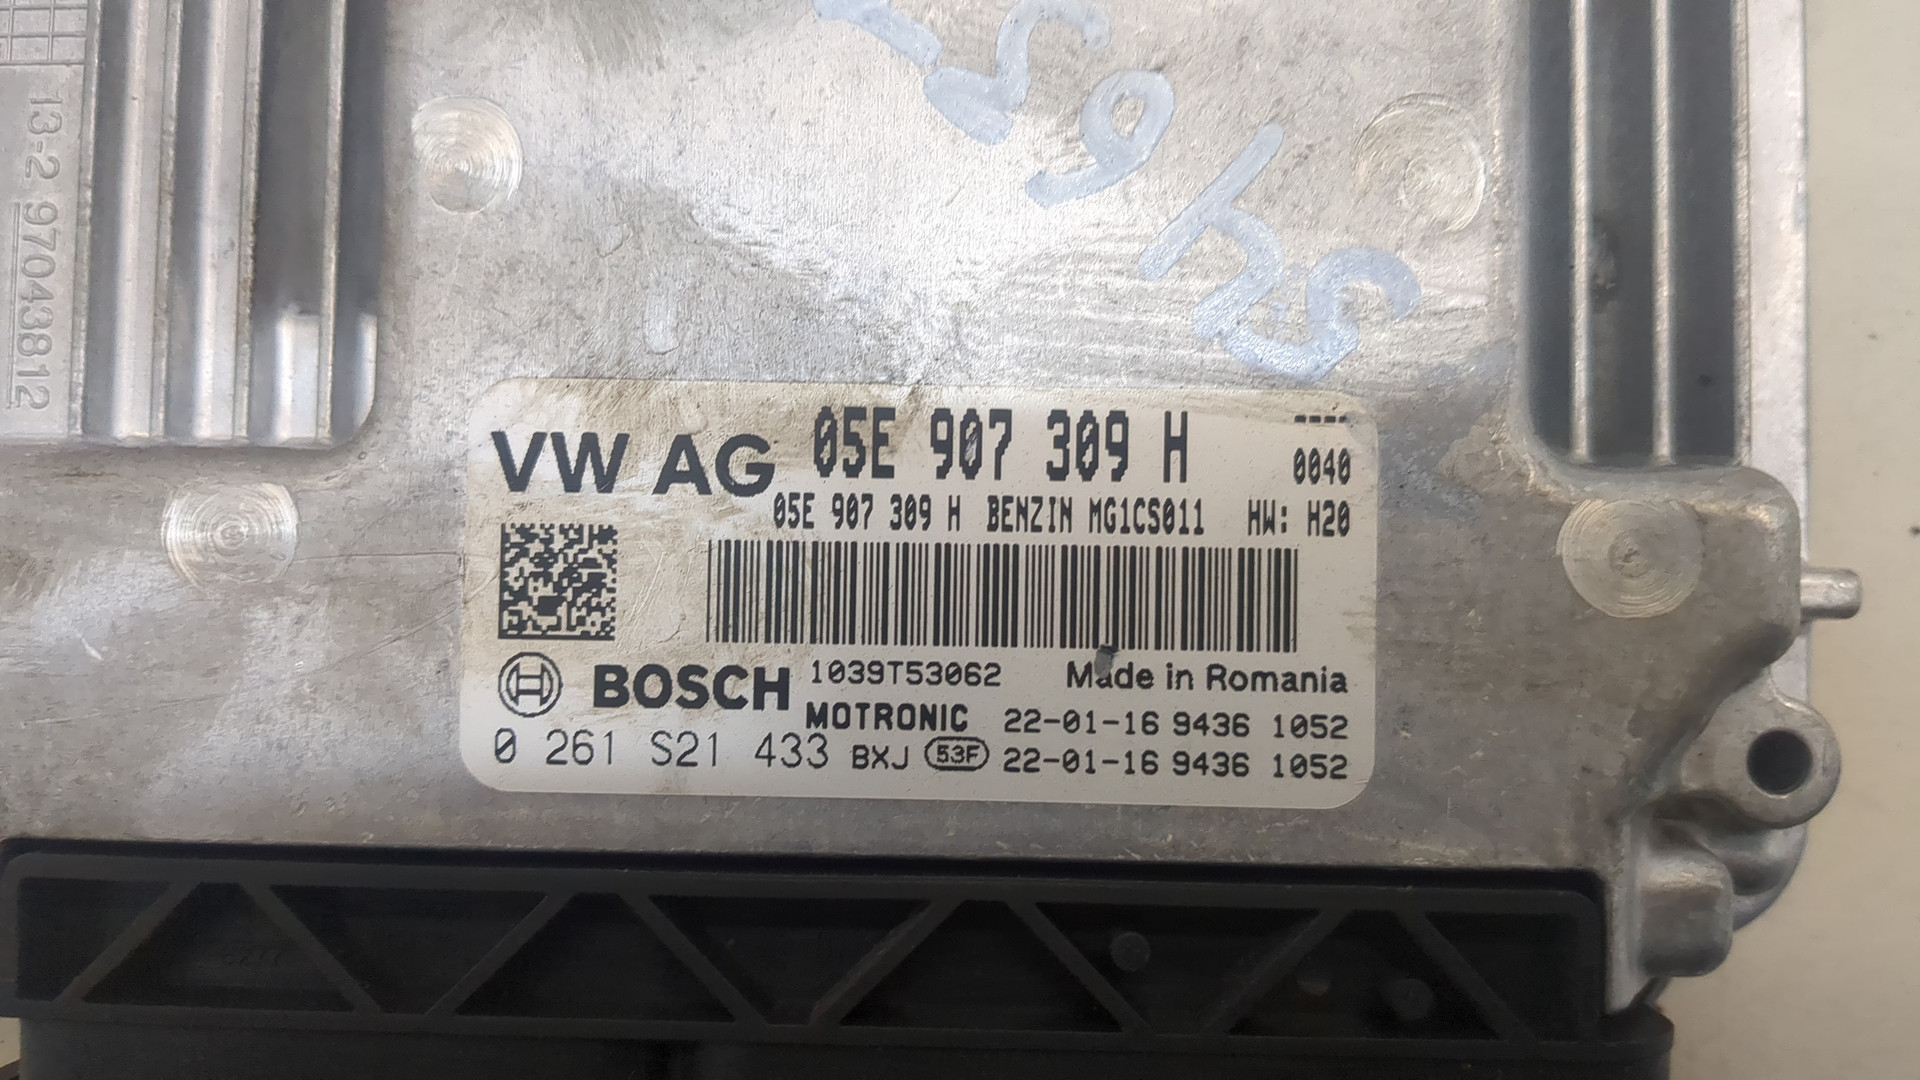 13-2 97043812
VW AG 05E 907 309 H ----
0040
05E 907 309 H BENZIN MG1CS011 HW: H20
BOSCH 1039T53062 Made in Romania
MOTRONIC 22-01-16 9436 1052
0 261 S21 433 BXJ 53F 22-01-16 9436 1052